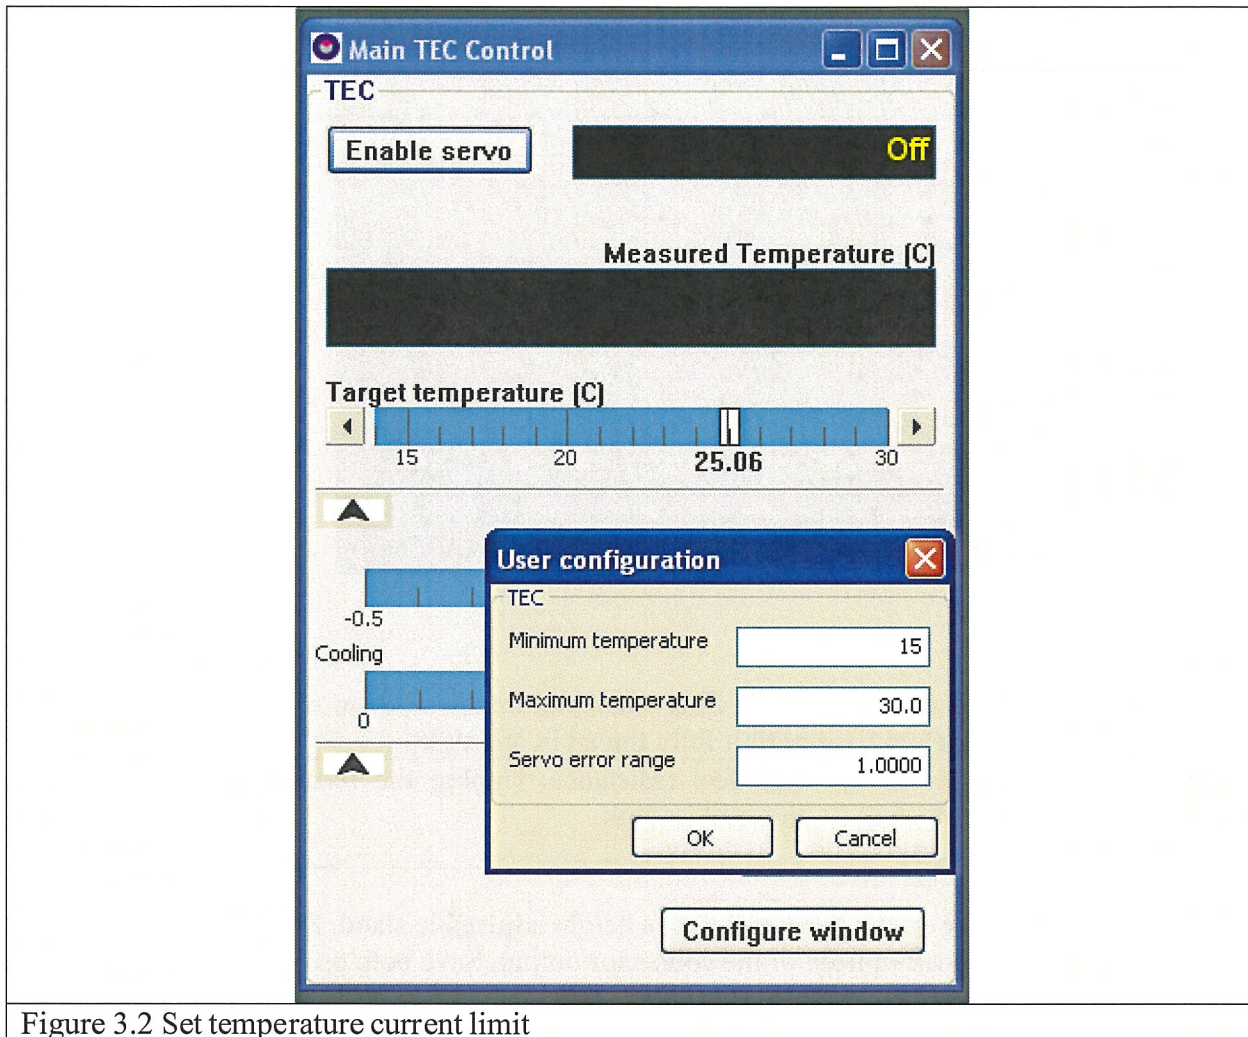 Main TEC Control
TEC
Enable servo
Off
Measured Temperature (C)
Target temperature (C)
15 20 25.06 30
User configuration
TEC
-0.5
Minimum temperature 15
Cooling
Maximum temperature 30.0
0
Servo error range 1.0000
OK Cancel
Configure window
Figure 3.2 Set temperature current limit